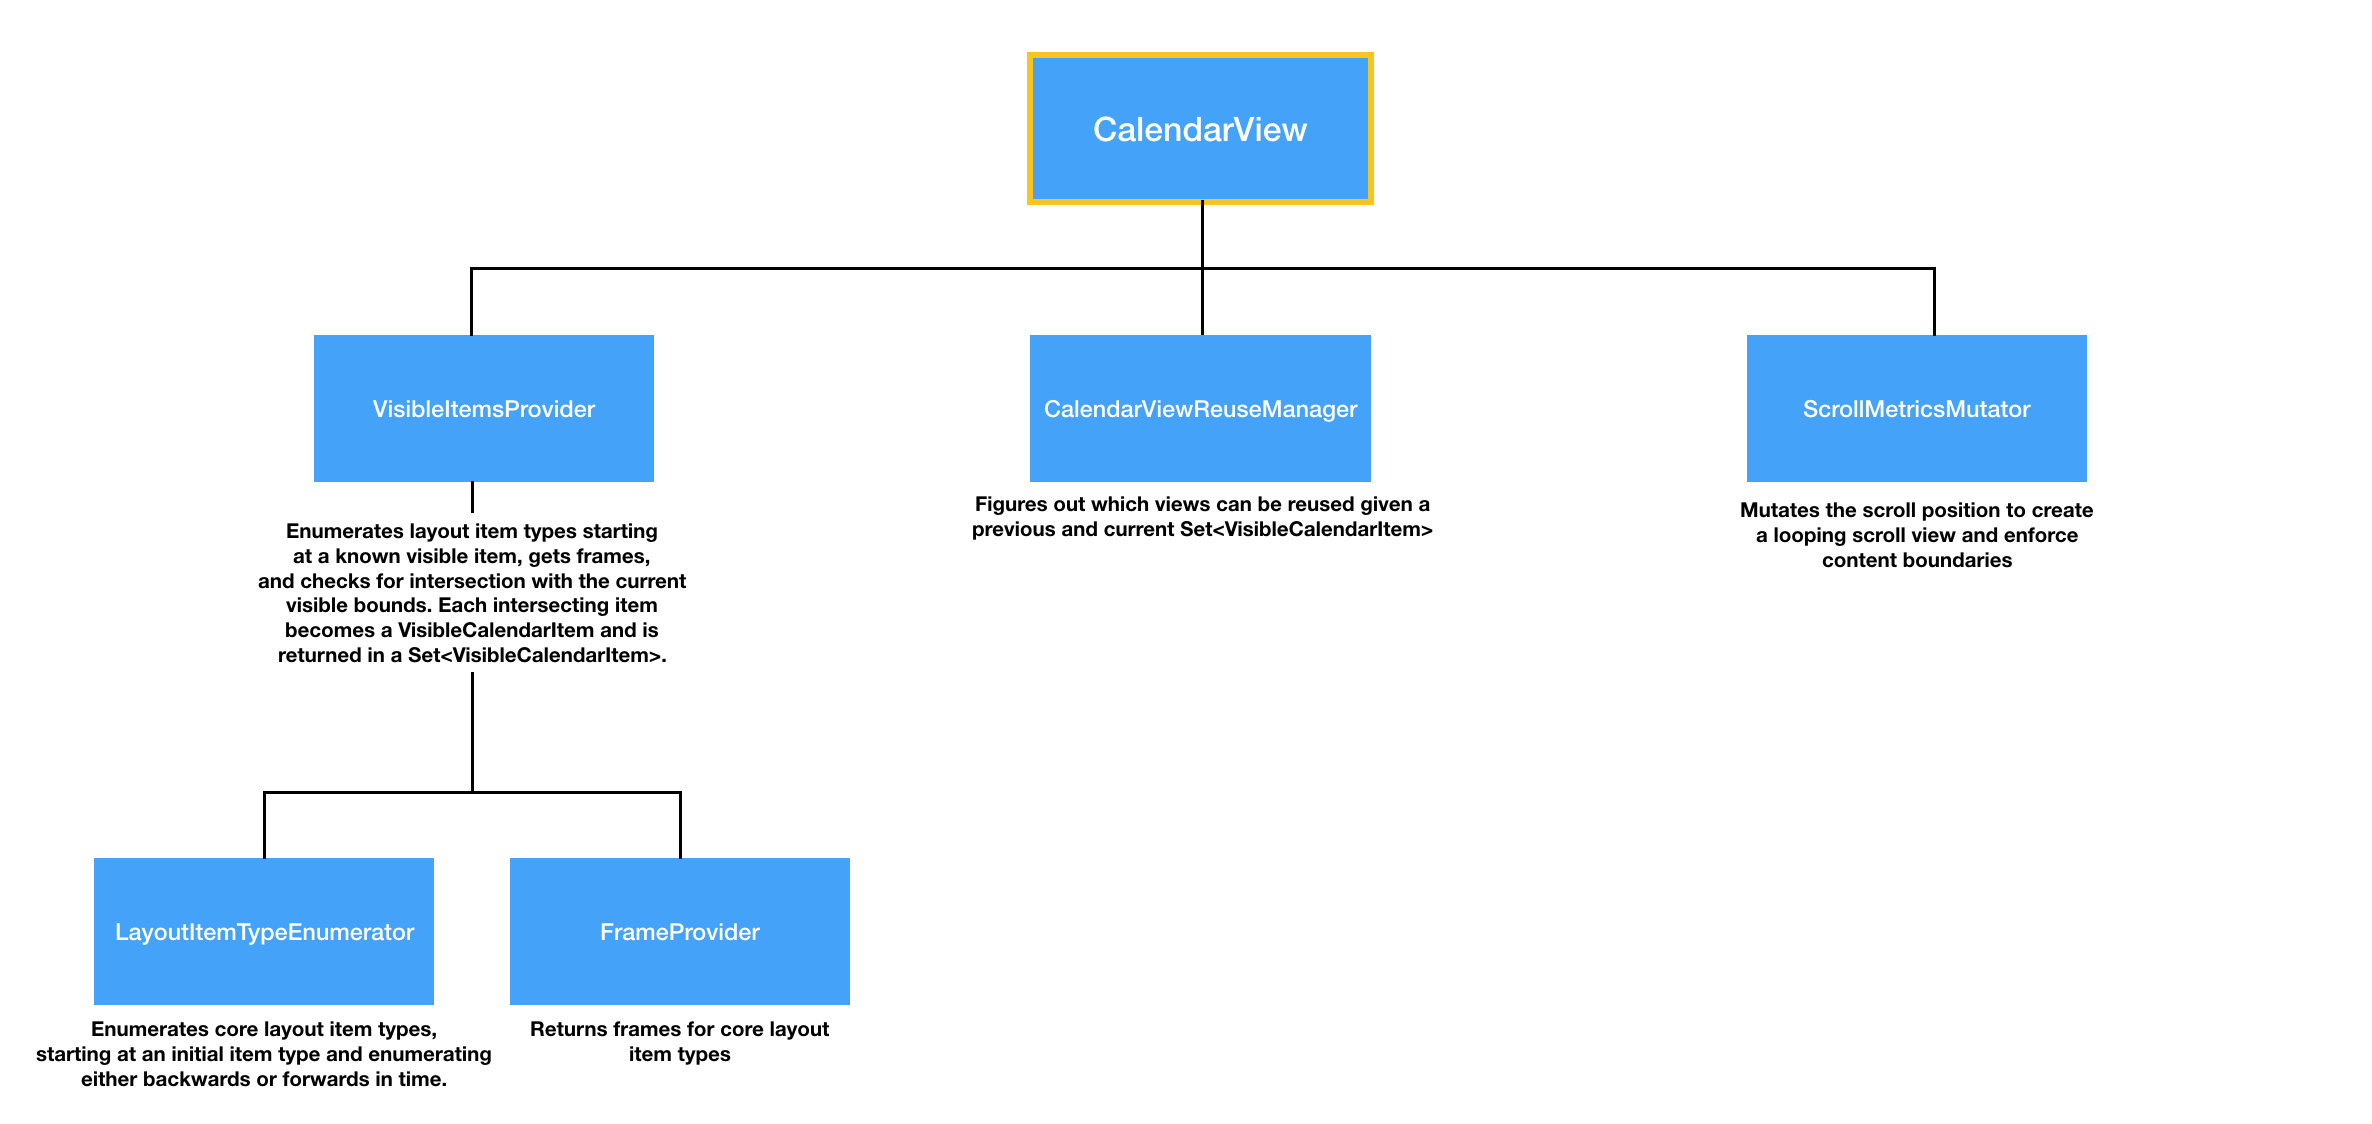 CalendarView
VisibleItemsProvider
CalendarViewReuseManager
ScrollMetricsMutator
Enumerates layout item types starting
at a known visible item, gets frames,
and checks for intersection with the current
visible bounds. Each intersecting item
becomes a VisibleCalendarItem and is
returned in a Set<VisibleCalendarItem>.
Figures out which views can be reused given a
previous and current Set<VisibleCalendarItem>
Mutates the scroll position to create
a looping scroll view and enforce
content boundaries
LayoutItemTypeEnumerator
FrameProvider
Enumerates core layout item types,
starting at an initial item type and enumerating
either backwards or forwards in time.
Returns frames for core layout
item types